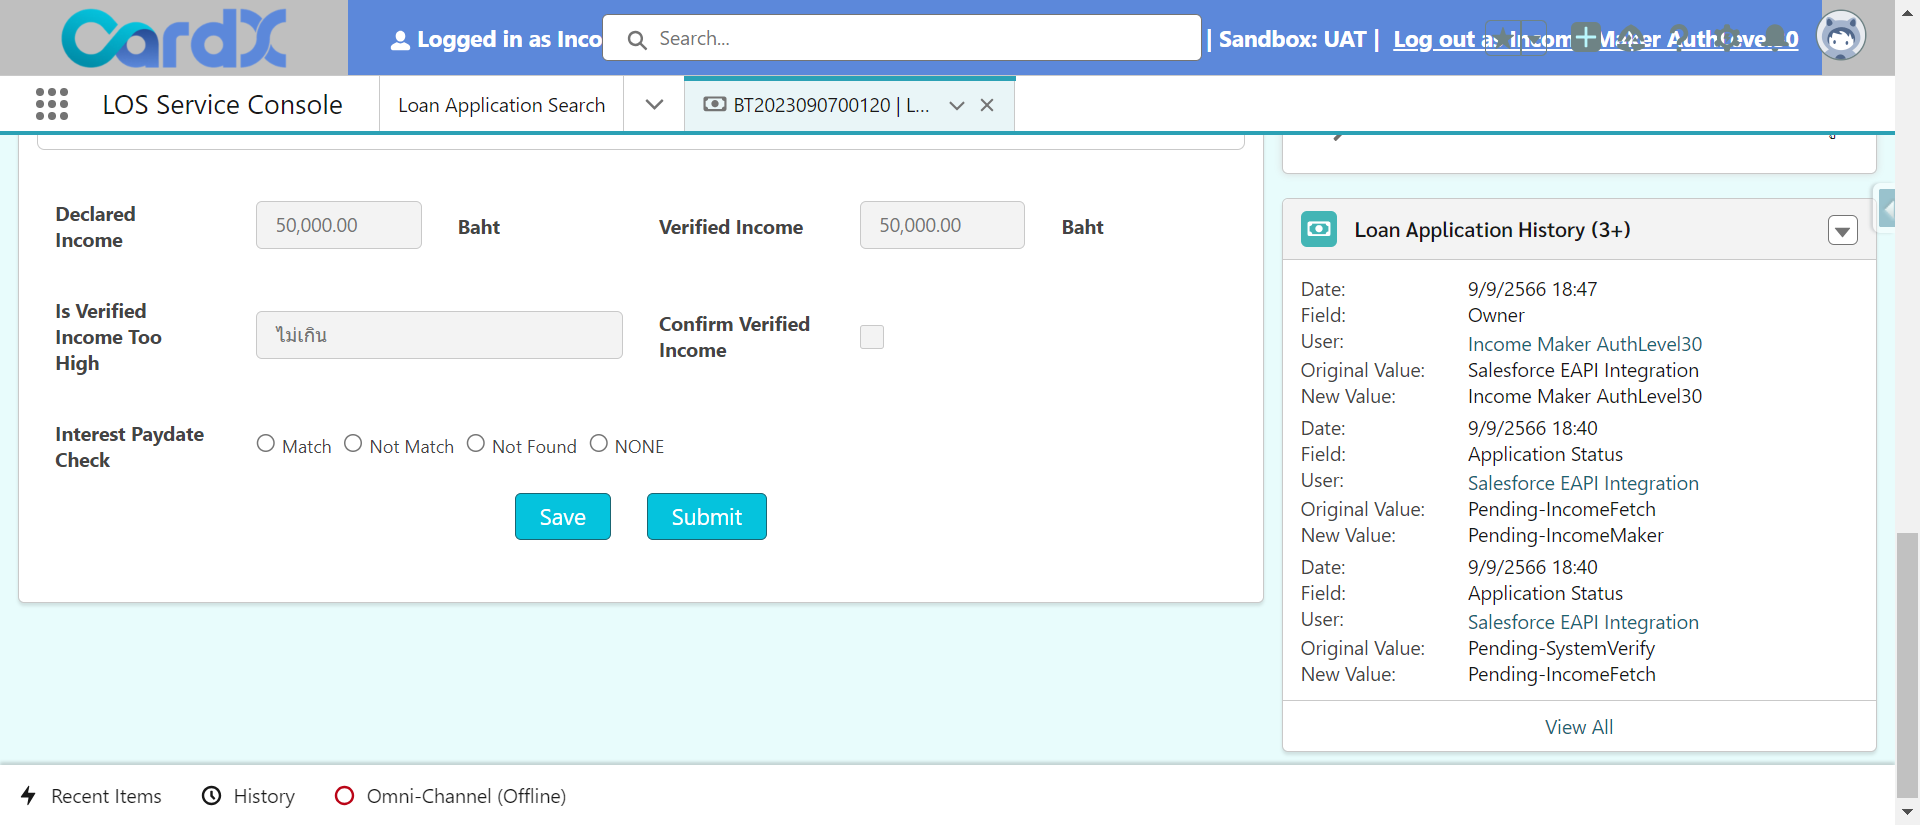 CardX
Logged in as Inco
Search...
| Sandbox: UAT |
Log out as Income Maker AuthLevel30
LOS Service Console
Loan Application Search
BT2023090700120 | L...
Declared Income
50,000.00
Baht
Verified Income
50,000.00
Baht
Is Verified Income Too High
ไม่เกิน
Confirm Verified Income
Interest Paydate Check
Match
Not Match
Not Found
NONE
Save
Submit
Loan Application History (3+)
Date: 9/9/2566 18:47
Field: Owner
User: Income Maker AuthLevel30
Original Value: Salesforce EAPI Integration
New Value: Income Maker AuthLevel30
Date: 9/9/2566 18:40
Field: Application Status
User: Salesforce EAPI Integration
Original Value: Pending-IncomeFetch
New Value: Pending-IncomeMaker
Date: 9/9/2566 18:40
Field: Application Status
User: Salesforce EAPI Integration
Original Value: Pending-SystemVerify
New Value: Pending-IncomeFetch
View All
Recent Items
History
Omni-Channel (Offline)